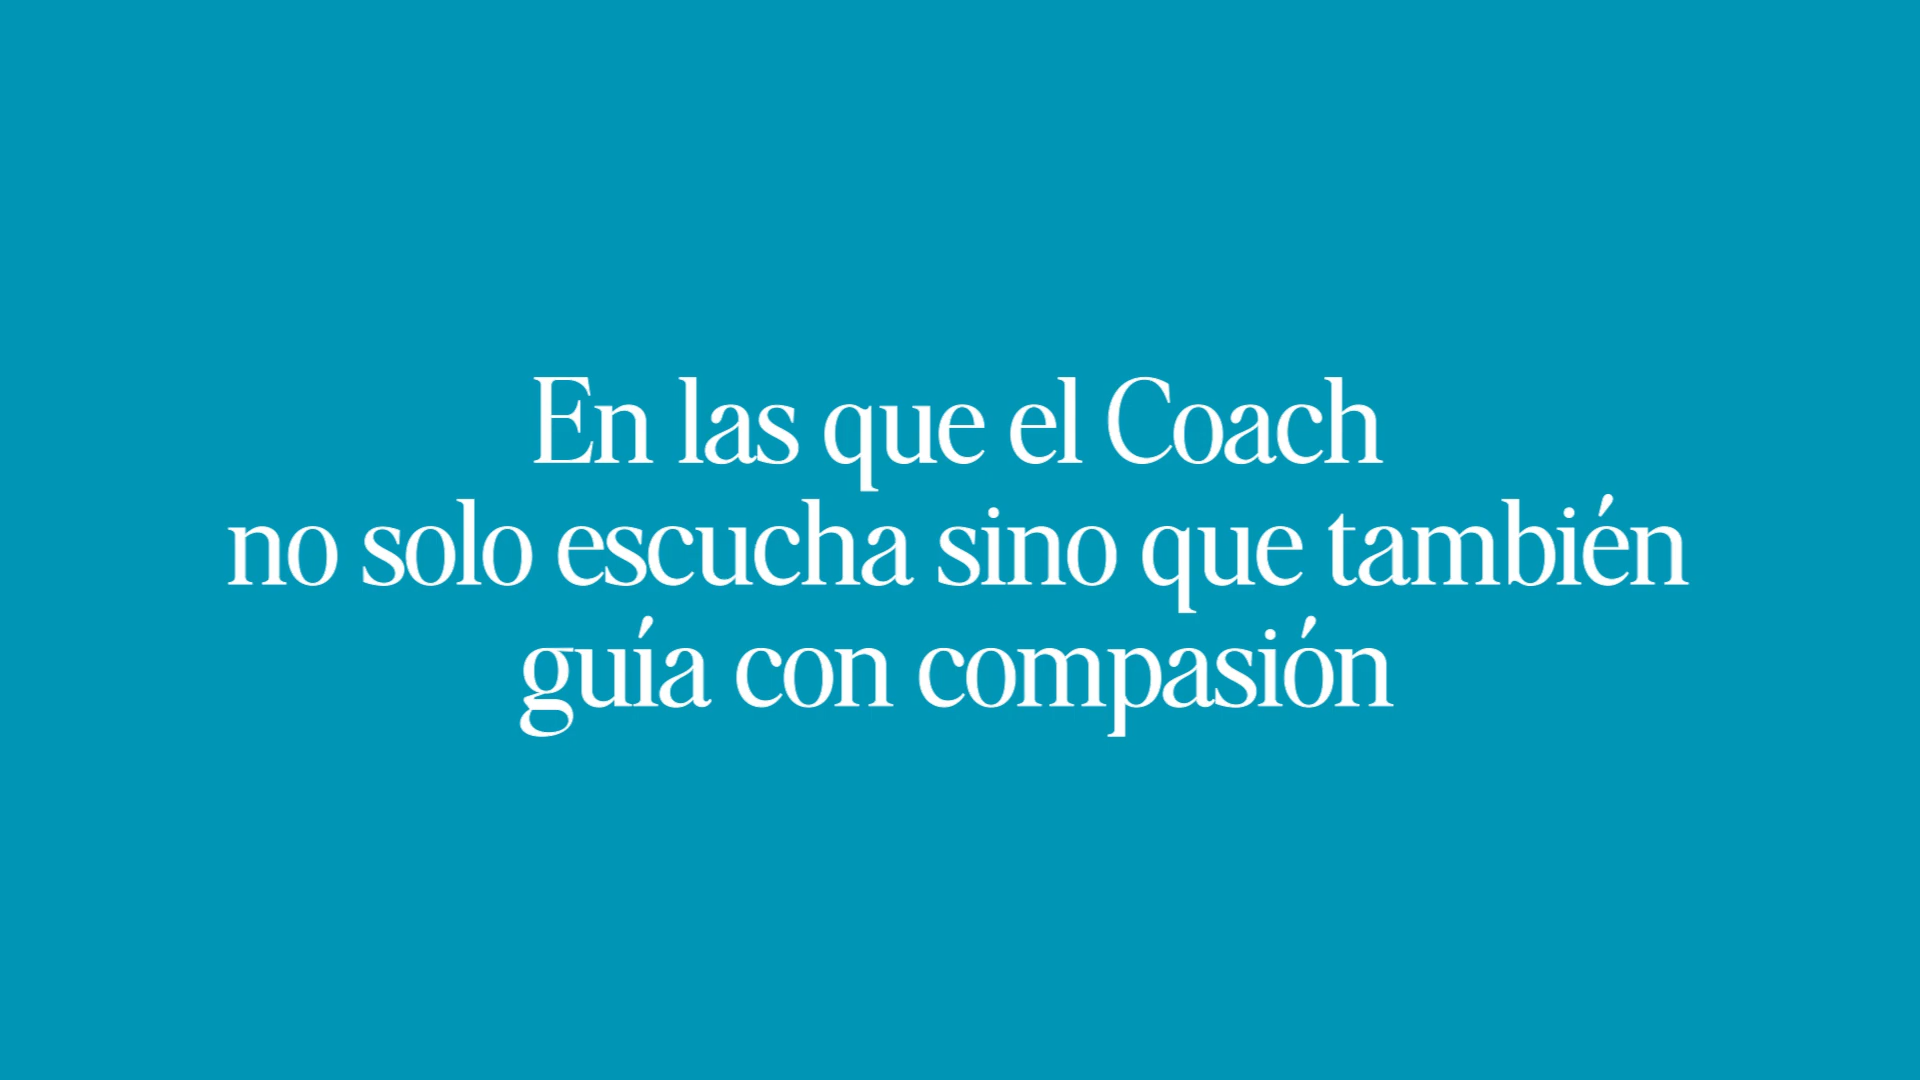 En las que el Coach
no solo escucha sino que también
guía con compasión